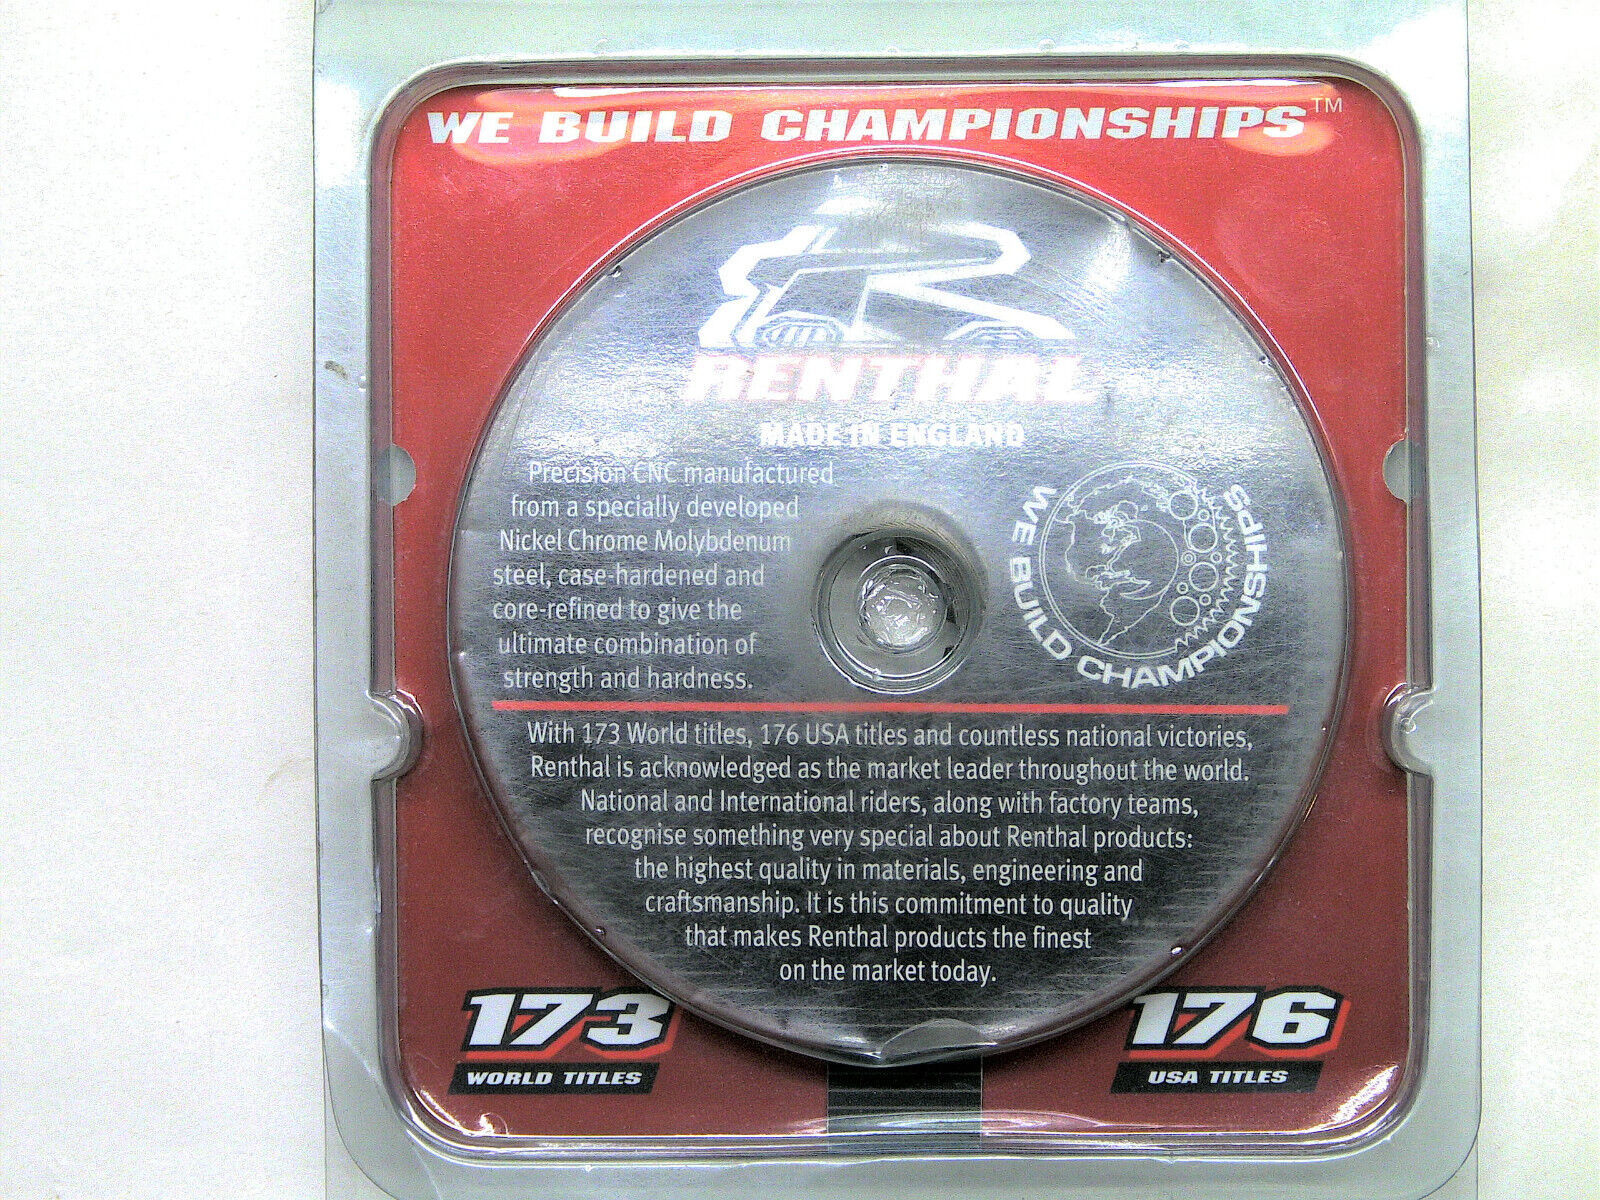 WE BUILD CHAMPIONSHIPS™
RENTHAL
MADE IN ENGLAND
Precision CNC manufactured
from a specially developed
Nickel Chrome Molybdenum
steel, case-hardened and
core-refined to give the
ultimate combination of
strength and hardness.
WE BUILD CHAMPIONSHIPS
With 173 World titles, 176 USA titles and countless national victories,
Renthal is acknowledged as the market leader throughout the world.
National and International riders, along with factory teams,
recognise something very special about Renthal products:
the highest quality in materials, engineering and
craftsmanship. It is this commitment to quality
that makes Renthal products the finest
on the market today.
173
WORLD TITLES
176
USA TITLES